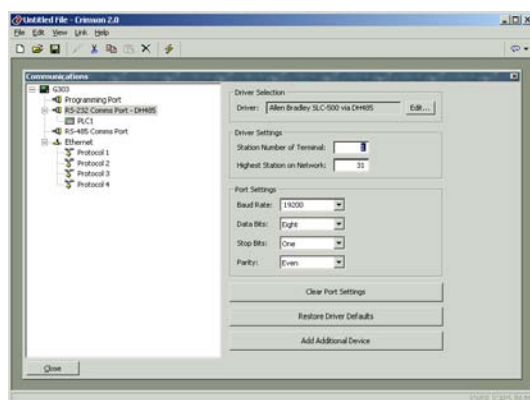 Untitled File - Crimson 2.0
File Edit View Link Help
Communications
G303
Programming Port
RS-232 Comms Port - DH485
PLC1
RS-485 Comms Port
Ethernet
Protocol 1
Protocol 2
Protocol 3
Protocol 4
Driver Selection
Driver: Allen Bradley SLC-500 via DH485 Edit...
Driver Settings
Station Number of Terminal:
Highest Station on Network: 31
Port Settings
Baud Rate: 19200
Data Bits: Eight
Stop Bits: One
Parity: Even
Clear Port Settings
Restore Driver Defaults
Add Additional Device
Close